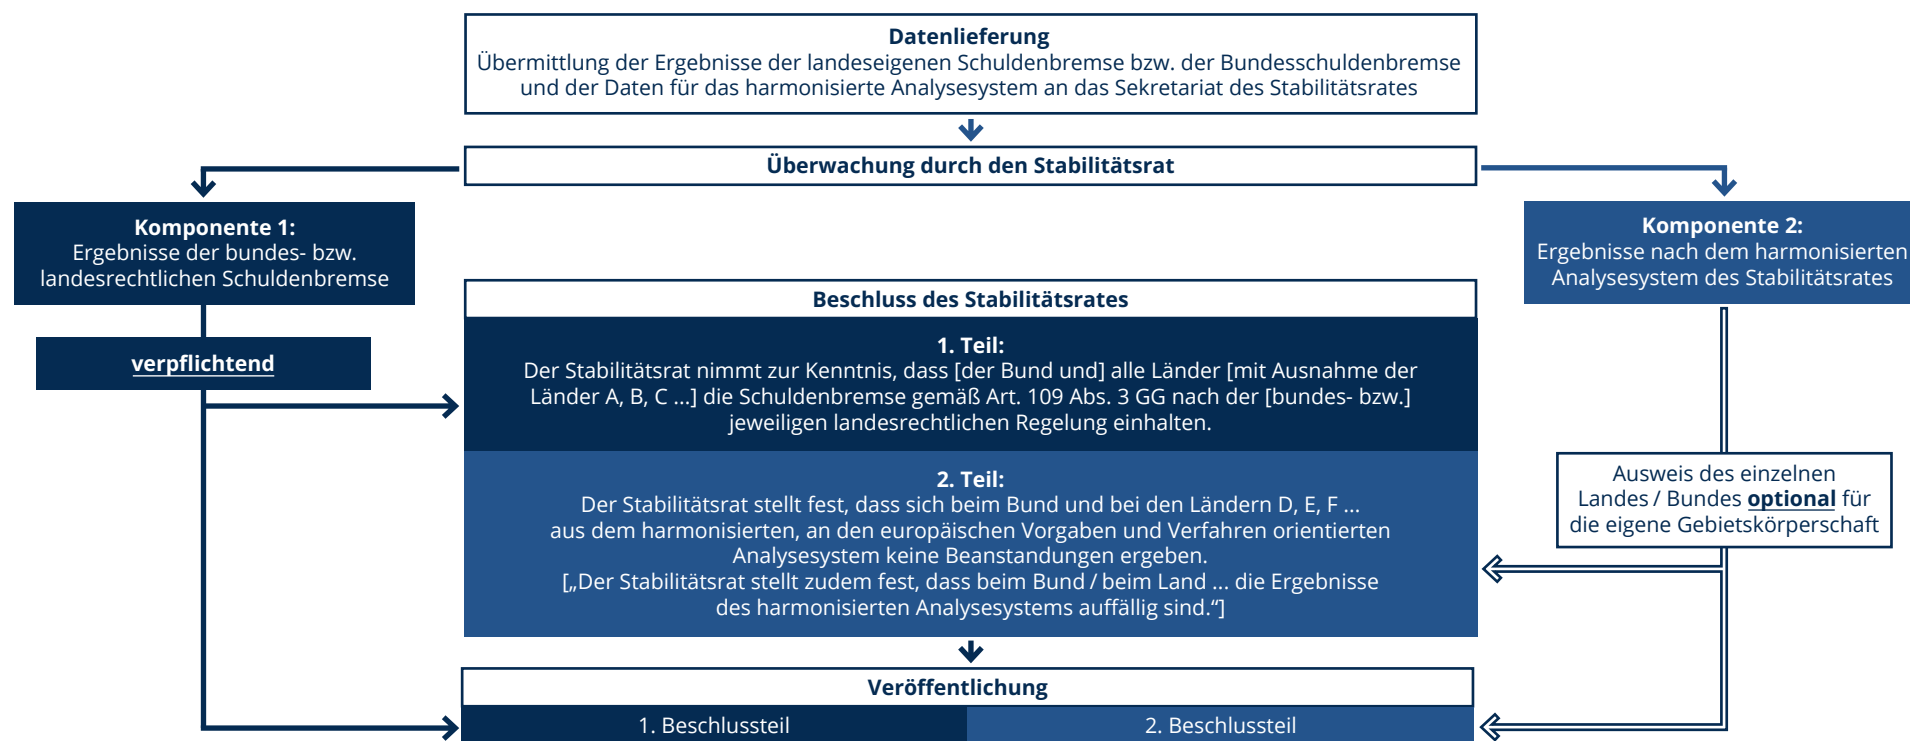 Datenlieferung
Übermittlung der Ergebnisse der landeseigenen Schuldenbremse bzw. der Bundesschuldenbremse
und der Daten für das harmonisierte Analysesystem an das Sekretariat des Stabilitätsrates
Überwachung durch den Stabilitätsrat
Komponente 1:
Ergebnisse der bundes- bzw.
landesrechtlichen Schuldenbremse
verpflichtend
Komponente 2:
Ergebnisse nach dem harmonisierten
Analysesystem des Stabilitätsrates
Beschluss des Stabilitätsrates
1. Teil:
Der Stabilitätsrat nimmt zur Kenntnis, dass [der Bund und] alle Länder [mit Ausnahme der
Länder A, B, C ...] die Schuldenbremse gemäß Art. 109 Abs. 3 GG nach der [bundes- bzw.]
jeweiligen landesrechtlichen Regelung einhalten.
2. Teil:
Der Stabilitätsrat stellt fest, dass sich beim Bund und bei den Ländern D, E, F ...
aus dem harmonisierten, an den europäischen Vorgaben und Verfahren orientierten
Analysesystem keine Beanstandungen ergeben.
[„Der Stabilitätsrat stellt zudem fest, dass beim Bund / beim Land ... die Ergebnisse
des harmonisierten Analysesystems auffällig sind.“]
Ausweis des einzelnen
Landes / Bundes optional für
die eigene Gebietskörperschaft
Veröffentlichung
1. Beschlussteil
2. Beschlussteil